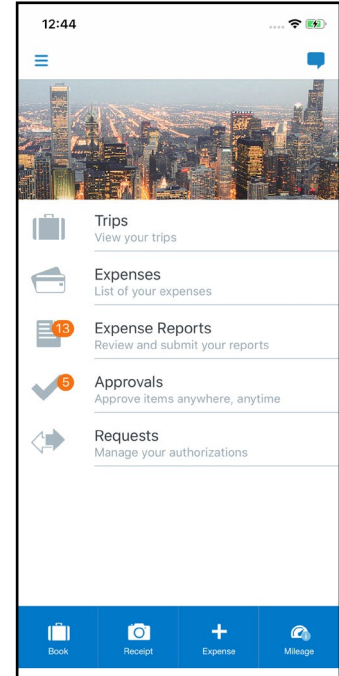 12:44
Trips
View your trips
Expenses
List of your expenses
13
Expense Reports
Review and submit your reports
5
Approvals
Approve items anywhere, anytime
Requests
Manage your authorizations
Book
Receipt
Expense
Mileage